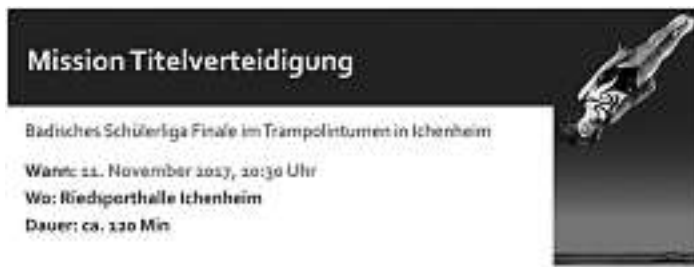 Mission Titelverteidigung
Badisches Schülerliga Finale im Trampolinturnen in Ichenheim
Wann: 11. November 2017, 10:30 Uhr
Wo: Riedsporthalle Ichenheim
Dauer: ca. 120 Min